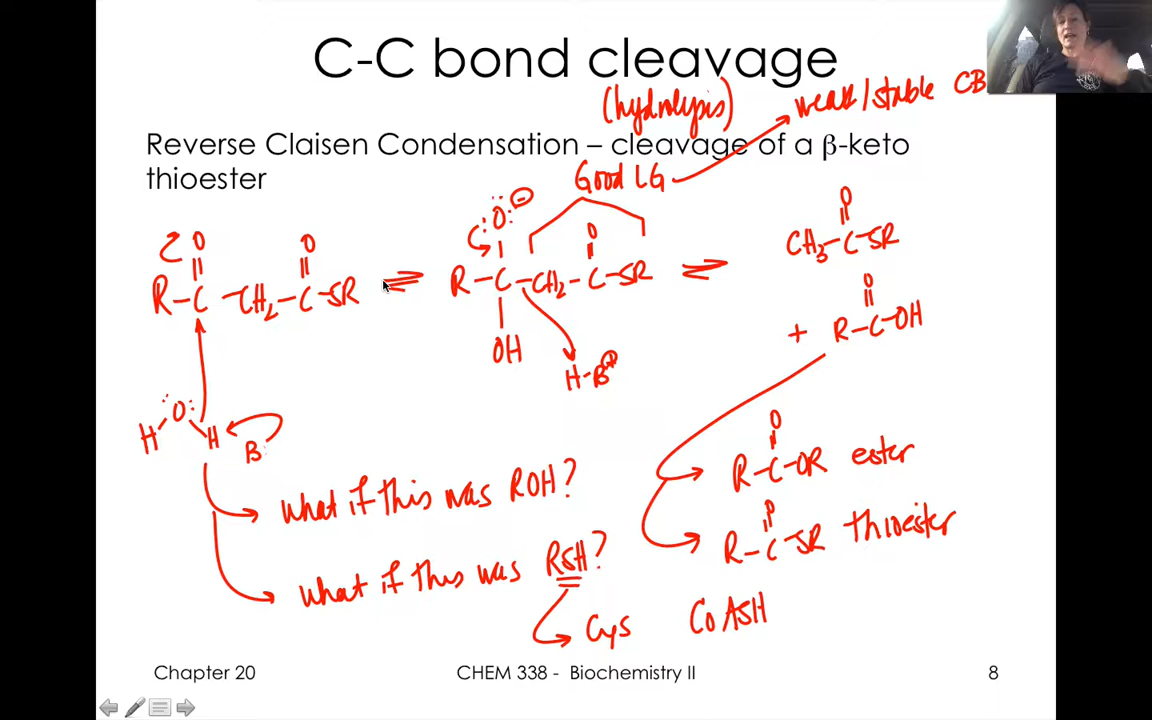 C-C bond cleavage
(hydrolysis)
weak/stable CB
Reverse Claisen Condensation – cleavage of a β-keto
thioester
Good LG
R-C-CH2-C-SR
O O
R-C-CH2-C-SR
O⊖ O
OH
H-B⊕
CH3-C-SR
O
+ R-C-OH
O
H O H B:
What if this was ROH?
R-C-OR ester
O
What if this was RSH?
R-C-SR thioester
O
Cys CoASH
Chapter 20
CHEM 338 - Biochemistry II
8